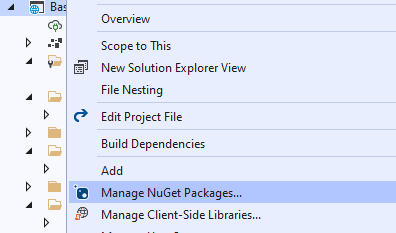 Bas
Overview
Scope to This
New Solution Explorer View
File Nesting
Edit Project File
Build Dependencies
Add
Manage NuGet Packages...
Manage Client-Side Libraries...